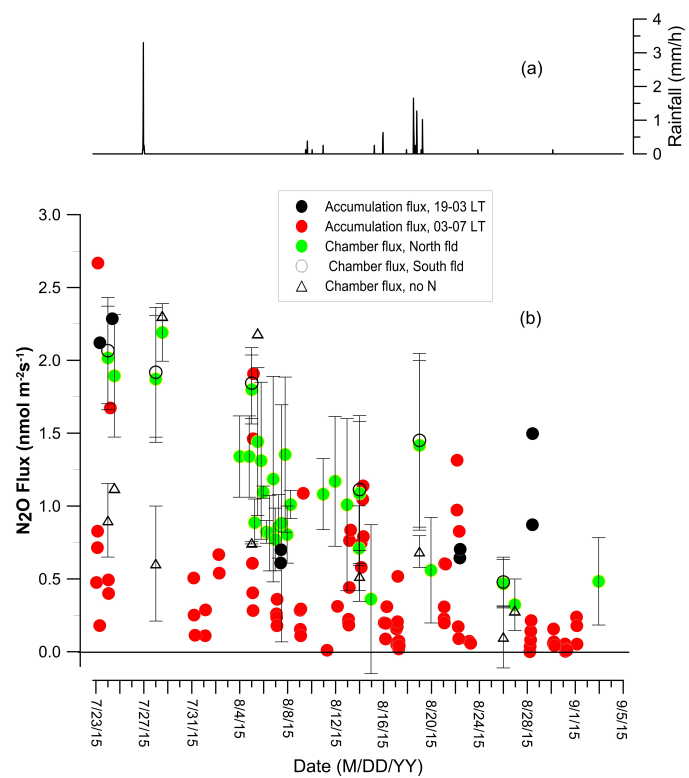 4
3
2
1
0
Rainfall (mm/h)
(a)
Accumulation flux, 19-03 LT
Accumulation flux, 03-07 LT
Chamber flux, North fld
Chamber flux, South fld
Chamber flux, no N
(b)
3.0
2.5
2.0
1.5
1.0
0.5
0.0
N2O Flux (nmol m-2s-1)
7/23/15
7/27/15
7/31/15
8/4/15
8/8/15
8/12/15
8/16/15
8/20/15
8/24/15
8/28/15
9/1/15
9/5/15
Date (M/DD/YY)